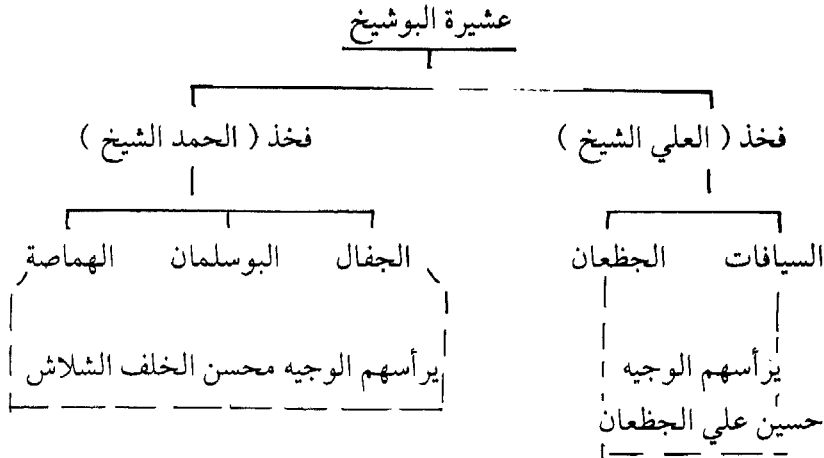 عشيرة البوشيخ
فخذ ( العلي الشيخ ) فخذ ( الحمد الشيخ )
السيافات الجظعان الجفال البوسلمان الهماصة
يرأسهم الوجيه يرأسهم الوجيه محسن الخلف الشلاش
حسين علي الجظعان